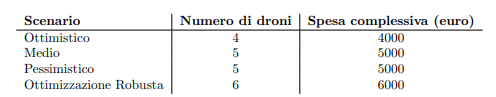 Scenario Numero di droni Spesa complessiva (euro)
Ottimistico 4 4000
Medio 5 5000
Pessimistico 5 5000
Ottimizzazione Robusta 6 6000